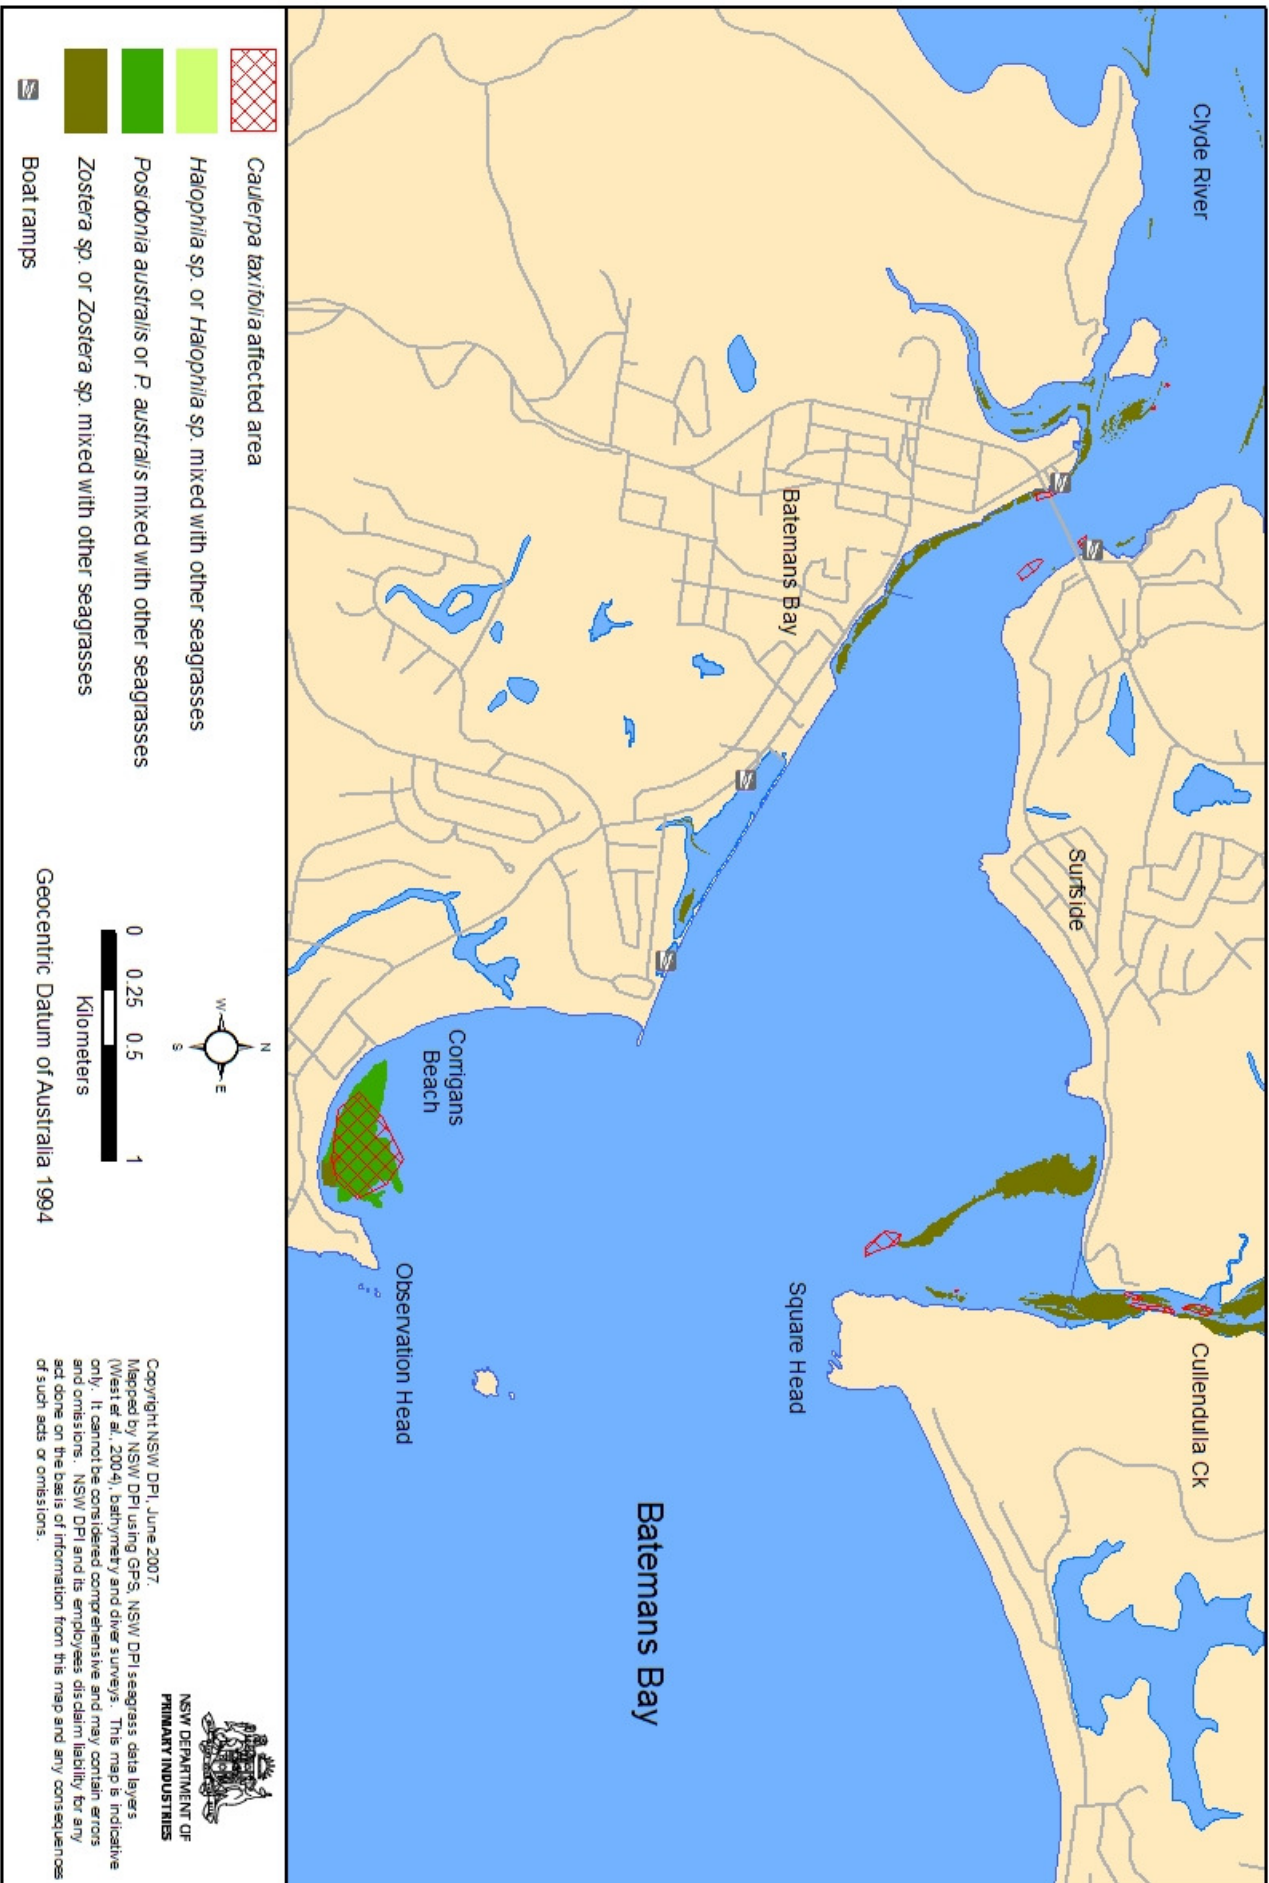 Clyde River
Batemans Bay
Surfside
Cullendulla Ck
Square Head
Batemans Bay
Corrigans
Beach
Observation Head
Caulerpa taxifolia affected area
Halophila sp. or Halophila sp. mixed with other seagrasses
Posidonia australis or P. australis mixed with other seagrasses
Zostera sp. or Zostera sp. mixed with other seagrasses
Boat ramps
N
W
E
S
0 0.25 0.5 1
Kilometers
Geocentric Datum of Australia 1994
NSW DEPARTMENT OF
PRIMARY INDUSTRIES
Copyright NSW DPI, June 2007.
Mapped by NSW DPI using GPS, NSW DPI seagrass data layers
(West et al., 2004), bathymetry and diver surveys. This map is indicative
only. It cannot be considered comprehensive and may contain errors
and omissions. NSW DPI and its employees disclaim liability for any
act done on the basis of information from this map and any consequences
of such acts or omissions.